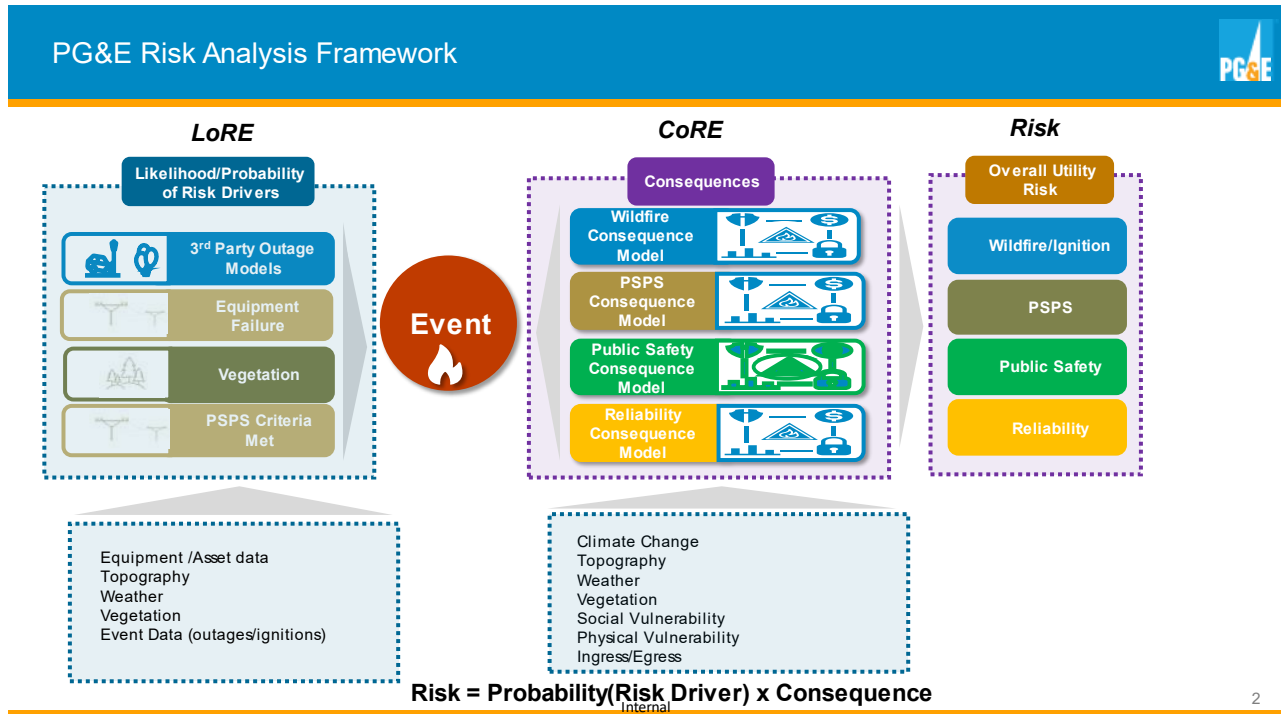 PG&E Risk Analysis Framework
PG&E
LoRE
CoRE
Risk
Likelihood/Probability
of Risk Drivers
3rd Party Outage
Models
Equipment
Failure
Vegetation
PSPS Criteria
Met
Event
Consequences
Wildfire
Consequence
Model
PSPS
Consequence
Model
Public Safety
Consequence
Model
Reliability
Consequence
Model
Overall Utility
Risk
Wildfire/Ignition
PSPS
Public Safety
Reliability
Equipment /Asset data
Topography
Weather
Vegetation
Event Data (outages/ignitions)
Climate Change
Topography
Weather
Vegetation
Social Vulnerability
Physical Vulnerability
Ingress/Egress
Risk = Probability(Risk Driver) x Consequence
Internal
2